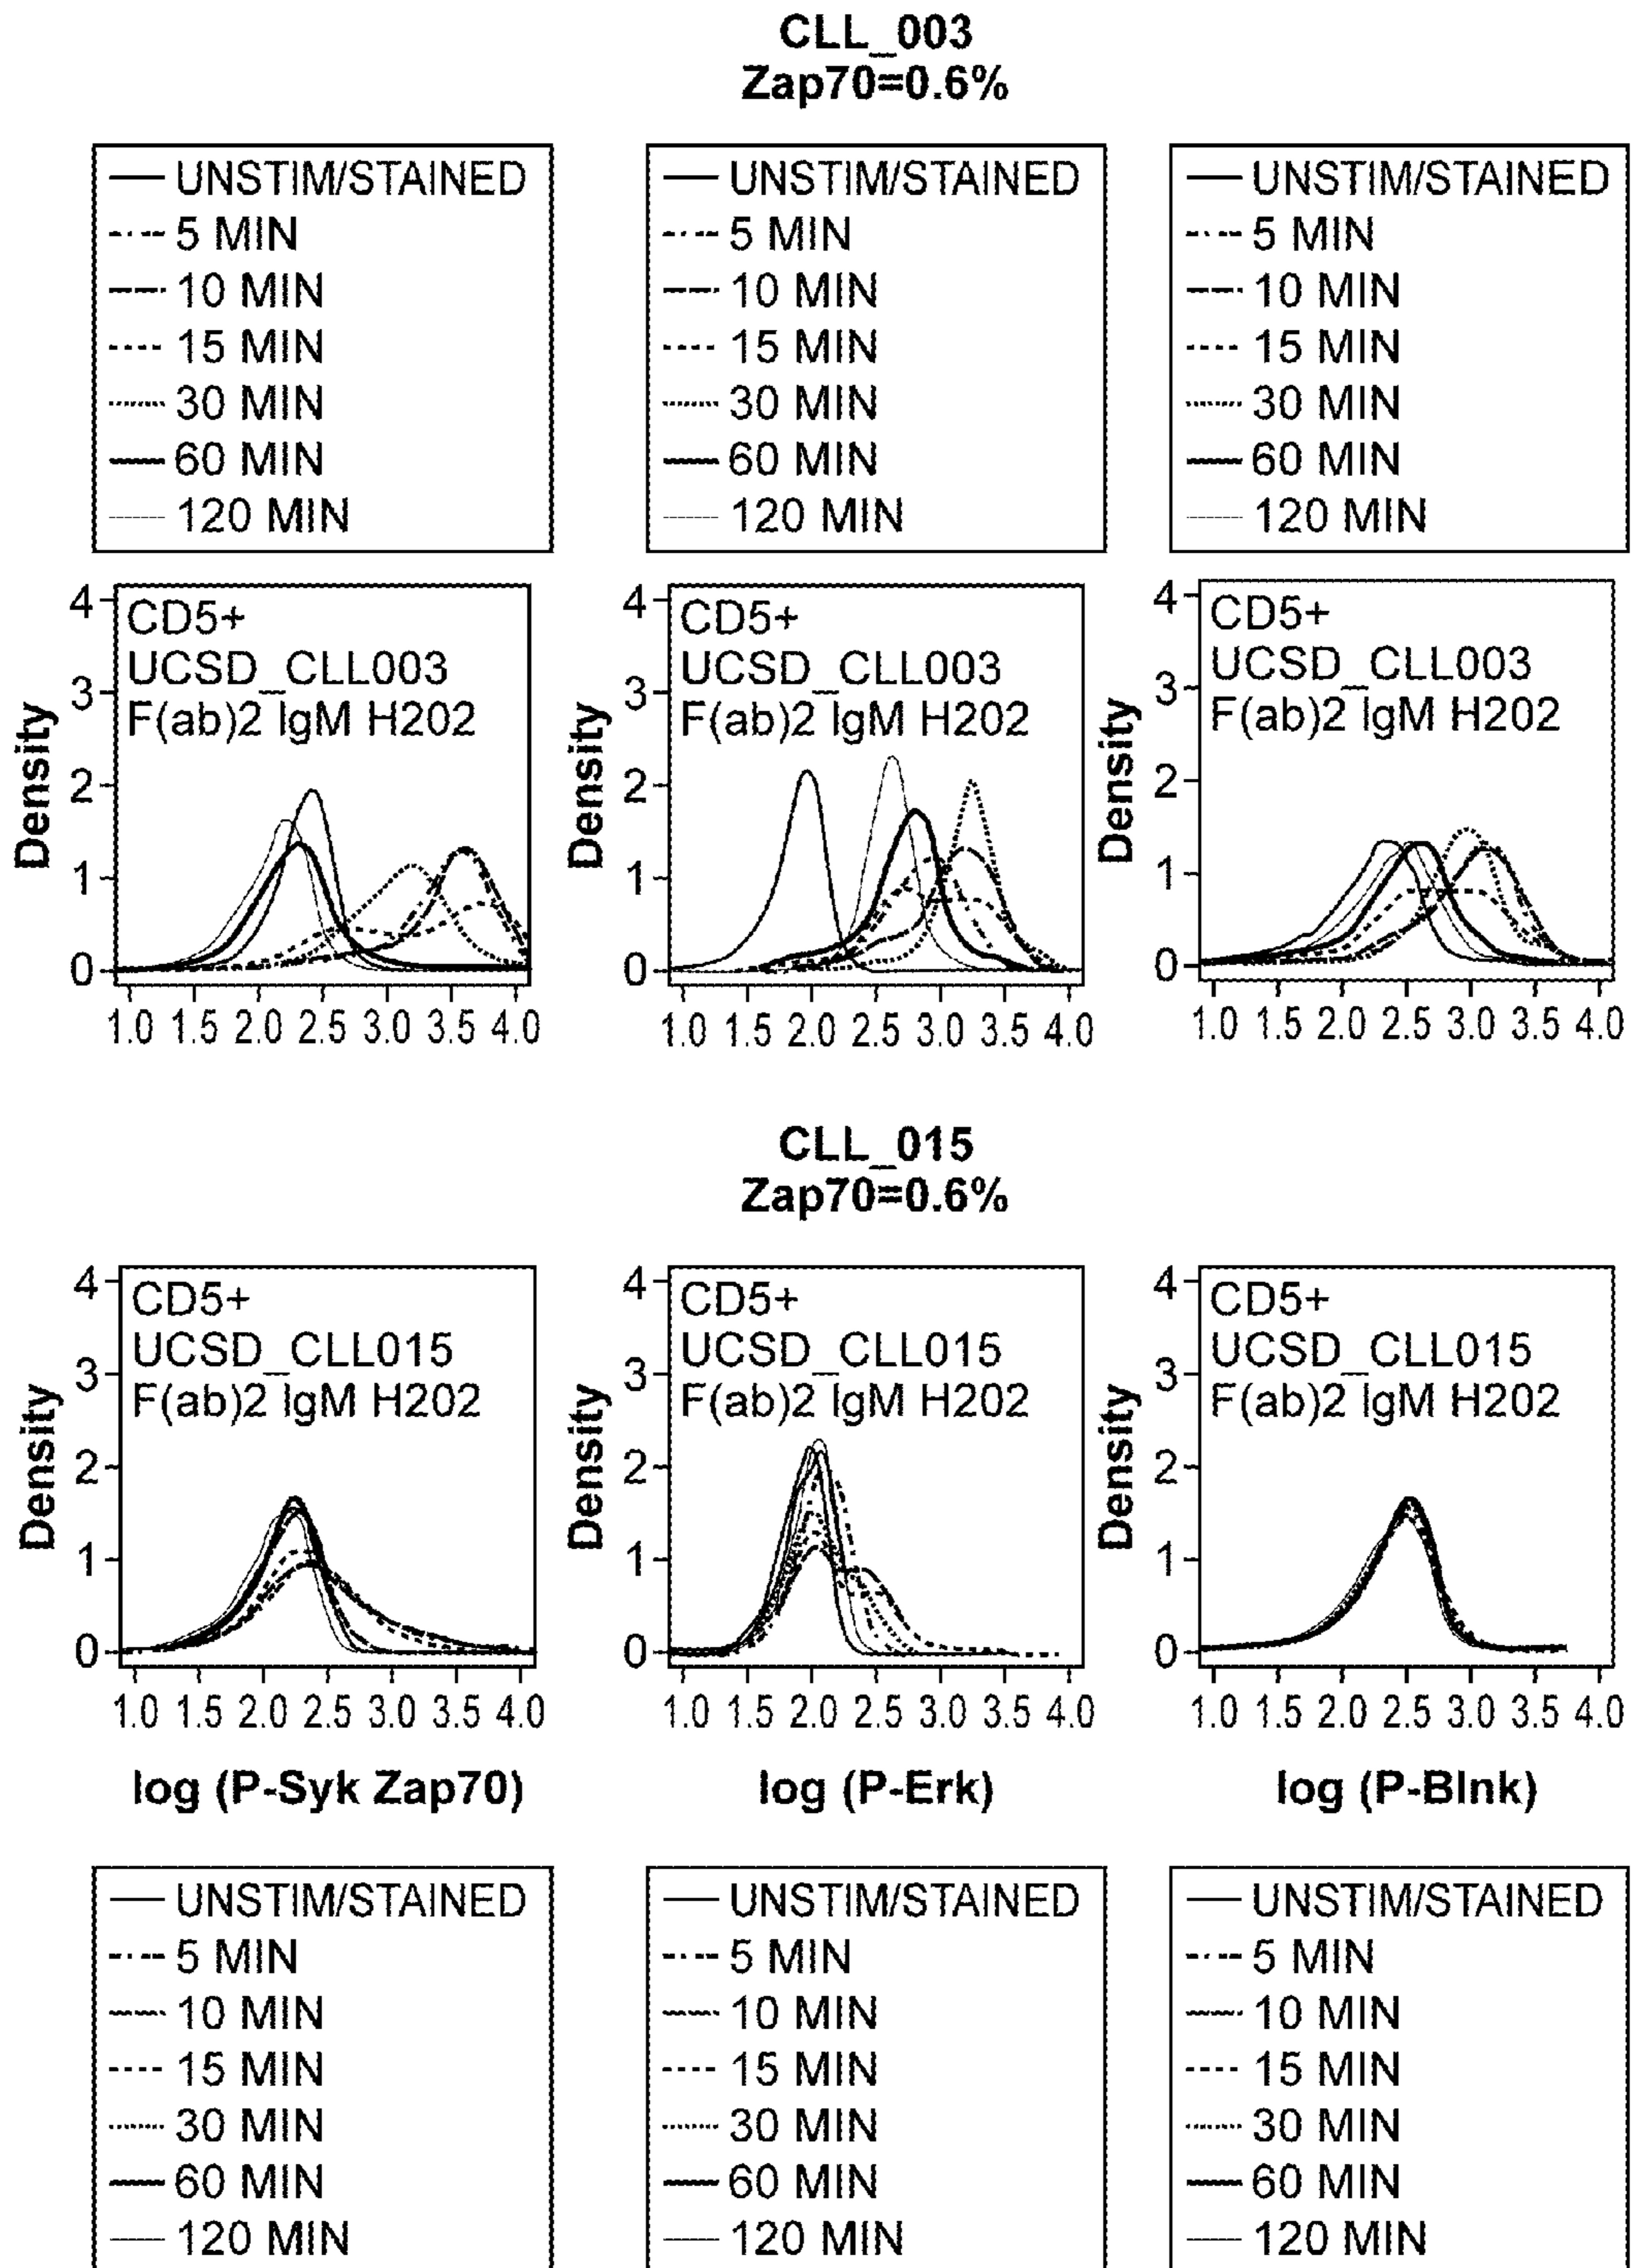 CLL_003
Zap70=0.6%
UNSTIM/STAINED
5 MIN
10 MIN
15 MIN
30 MIN
60 MIN
120 MIN
UNSTIM/STAINED
5 MIN
10 MIN
15 MIN
30 MIN
60 MIN
120 MIN
UNSTIM/STAINED
5 MIN
10 MIN
15 MIN
30 MIN
60 MIN
120 MIN
Density
4
3
2
1
0
CD5+
UCSD_CLL003
F(ab)2 IgM H202
1.0 1.5 2.0 2.5 3.0 3.5 4.0
Density
4
3
2
1
0
CD5+
UCSD_CLL003
F(ab)2 IgM H202
1.0 1.5 2.0 2.5 3.0 3.5 4.0
Density
4
3
2
1
0
CD5+
UCSD_CLL003
F(ab)2 IgM H202
1.0 1.5 2.0 2.5 3.0 3.5 4.0
CLL_015
Zap70=0.6%
Density
4
3
2
1
0
CD5+
UCSD_CLL015
F(ab)2 IgM H202
1.0 1.5 2.0 2.5 3.0 3.5 4.0
log (P-Syk Zap70)
Density
4
3
2
1
0
CD5+
UCSD_CLL015
F(ab)2 IgM H202
1.0 1.5 2.0 2.5 3.0 3.5 4.0
log (P-Erk)
Density
4
3
2
1
0
CD5+
UCSD_CLL015
F(ab)2 IgM H202
1.0 1.5 2.0 2.5 3.0 3.5 4.0
log (P-Blnk)
UNSTIM/STAINED
5 MIN
10 MIN
15 MIN
30 MIN
60 MIN
120 MIN
UNSTIM/STAINED
5 MIN
10 MIN
15 MIN
30 MIN
60 MIN
120 MIN
UNSTIM/STAINED
5 MIN
10 MIN
15 MIN
30 MIN
60 MIN
120 MIN